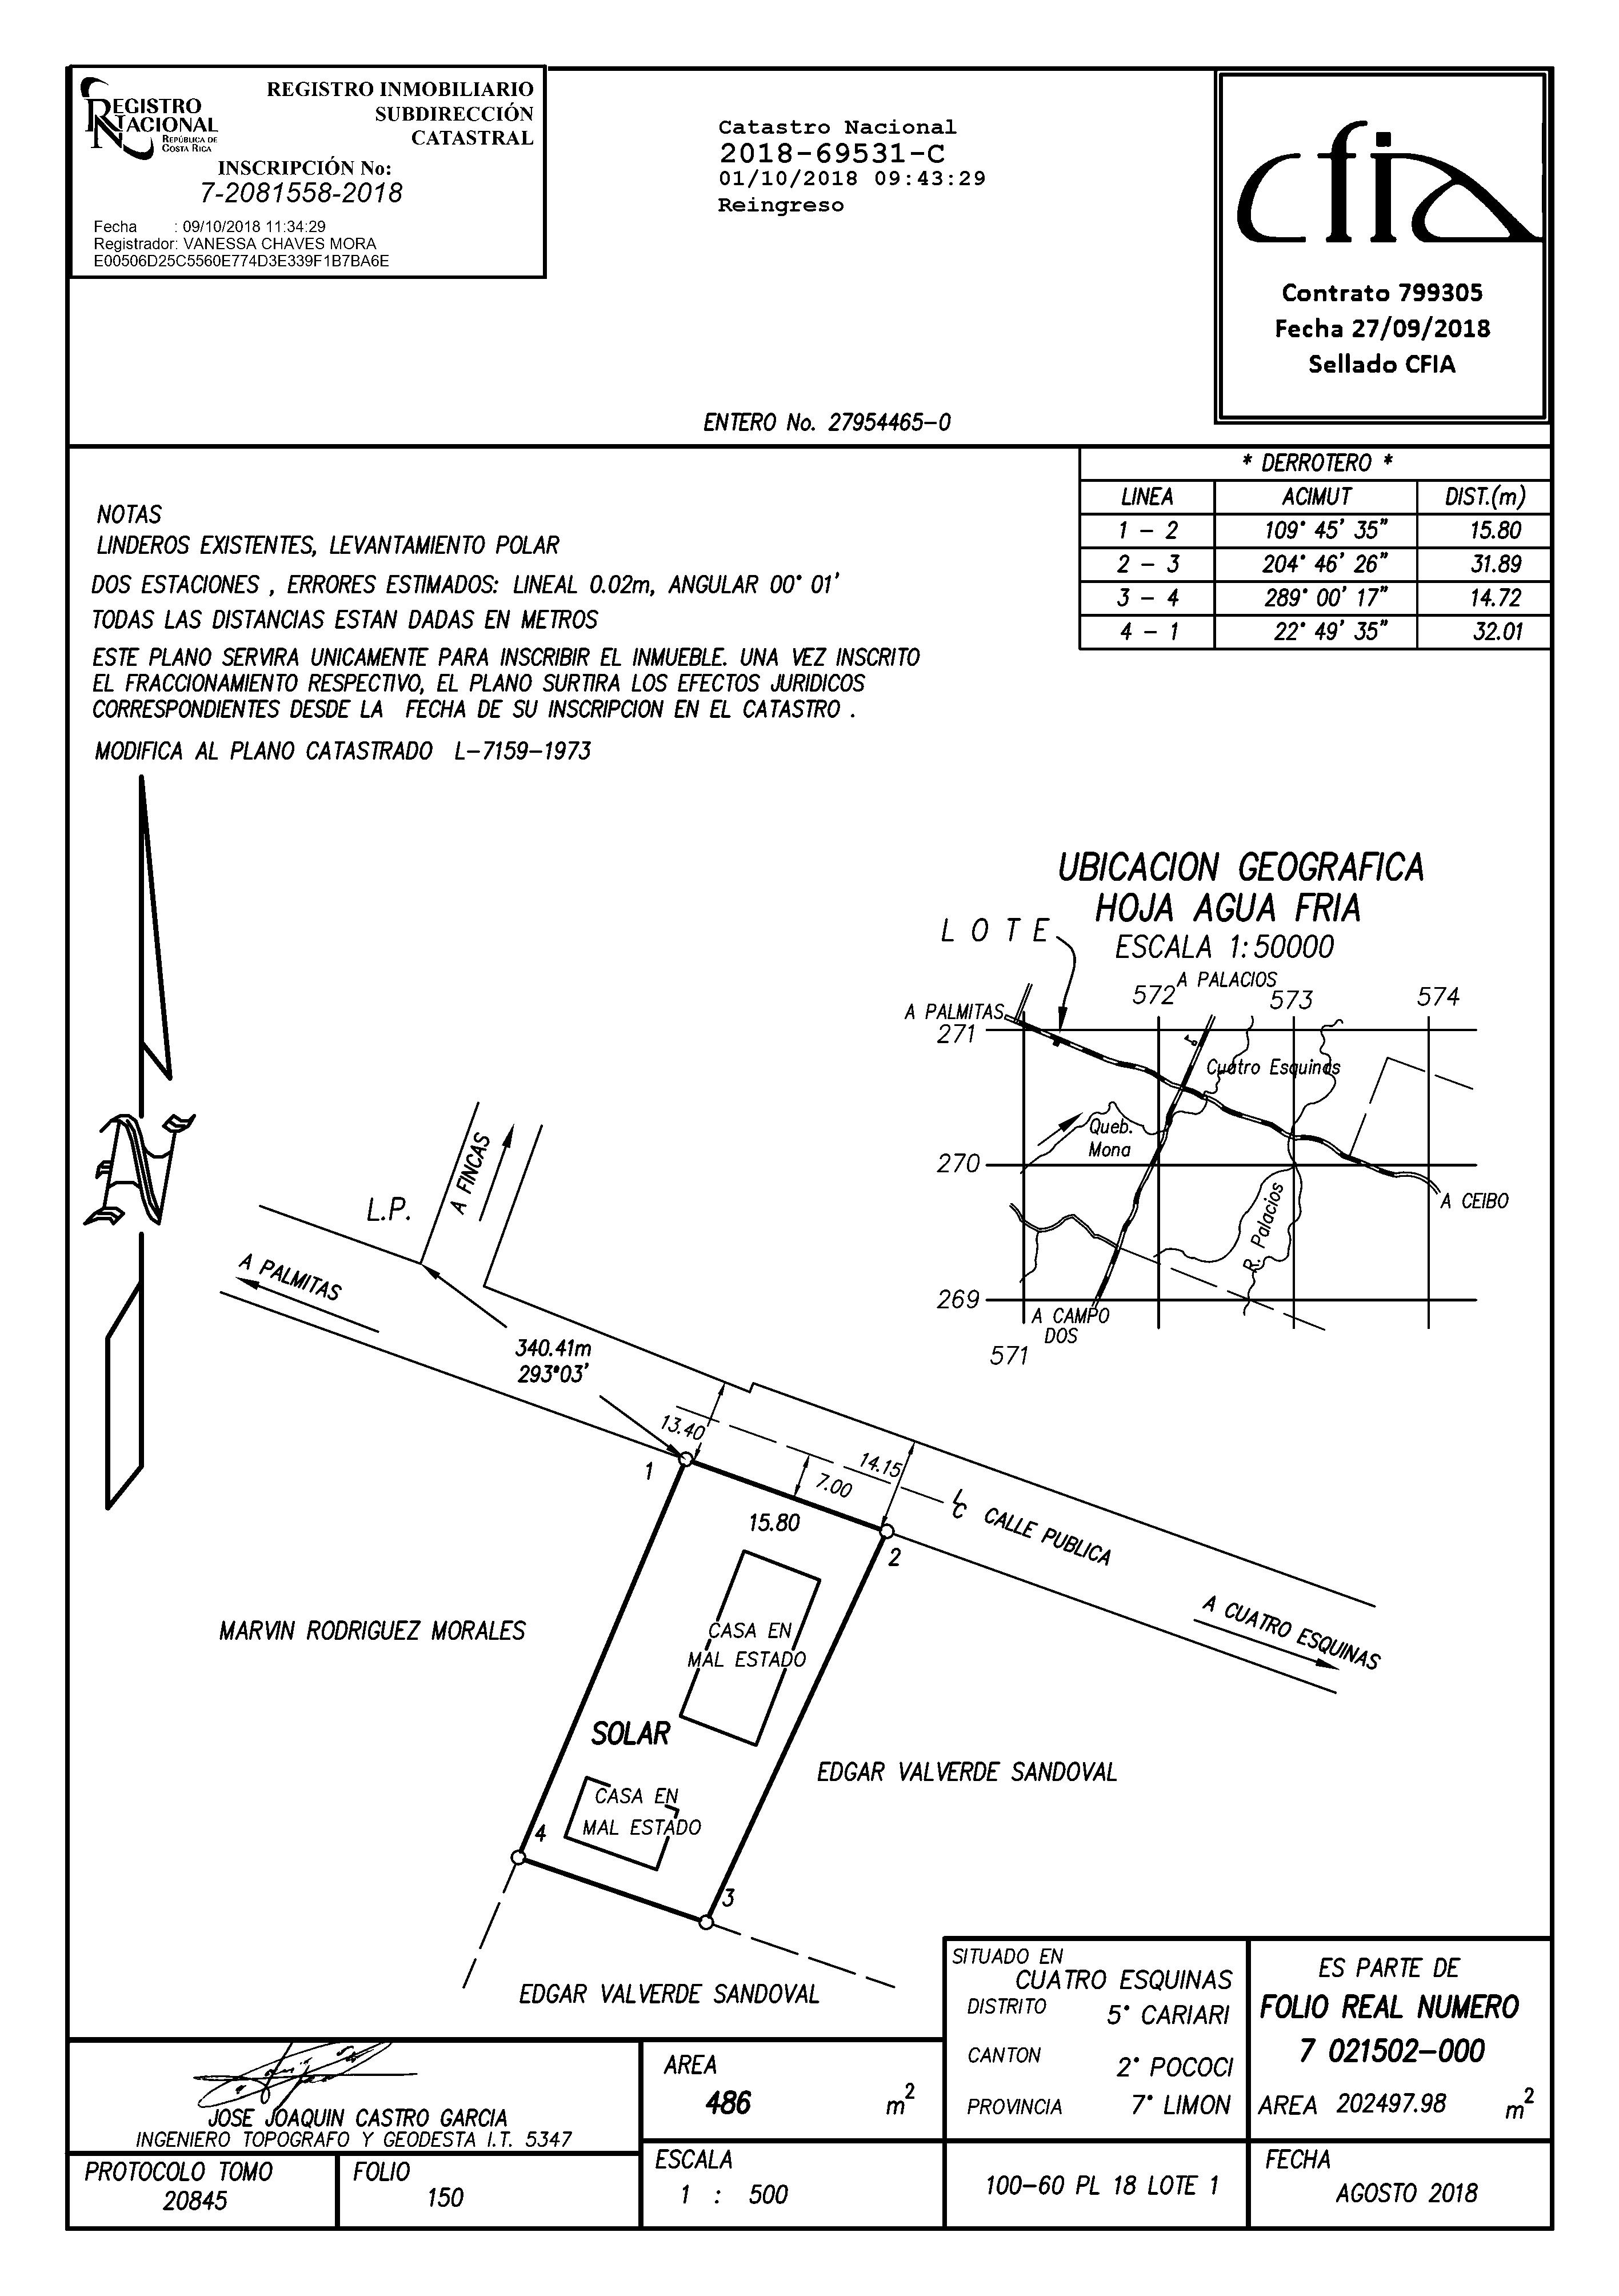 REGISTRO NACIONAL
REPÚBLICA DE COSTA RICA
REGISTRO INMOBILIARIO
SUBDIRECCIÓN
CATASTRAL
INSCRIPCIÓN No:
7-2081558-2018
Fecha : 09/10/2018 11:34:29
Registrador: VANESSA CHAVES MORA
E00506D25C5560E774D3E339F1B7BA6E
Catastro Nacional
2018-69531-C
01/10/2018 09:43:29
Reingreso
cfia
Contrato 799305
Fecha 27/09/2018
Sellado CFIA
ENTERO No. 27954465-0
* DERROTERO *
LINEA ACIMUT DIST.(m)
1 - 2 109° 45' 35" 15.80
2 - 3 204° 46' 26" 31.89
3 - 4 289° 00' 17" 14.72
4 - 1 22° 49' 35" 32.01
NOTAS
LINDEROS EXISTENTES, LEVANTAMIENTO POLAR
DOS ESTACIONES , ERRORES ESTIMADOS: LINEAL 0.02m, ANGULAR 00° 01'
TODAS LAS DISTANCIAS ESTAN DADAS EN METROS
ESTE PLANO SERVIRA UNICAMENTE PARA INSCRIBIR EL INMUEBLE. UNA VEZ INSCRITO
EL FRACCIONAMIENTO RESPECTIVO, EL PLANO SURTIRA LOS EFECTOS JURIDICOS
CORRESPONDIENTES DESDE LA FECHA DE SU INSCRIPCION EN EL CATASTRO .
MODIFICA AL PLANO CATASTRADO L-7159-1973
N
UBICACION GEOGRAFICA
HOJA AGUA FRIA
ESCALA 1:50000
L O T E
A PALACIOS
572 573 574
A PALMITAS
271
Cuatro Esquinas
Queb.
Mona
270
A CEIBO
R. Palacios
269
A CAMPO
DOS
571
L.P.
A FINCAS
A PALMITAS
340.41m
293°03'
13.40
14.15
7.00
1
15.80
2
LC CALLE PUBLICA
A CUATRO ESQUINAS
MARVIN RODRIGUEZ MORALES
CASA EN
MAL ESTADO
SOLAR
EDGAR VALVERDE SANDOVAL
CASA EN
MAL ESTADO
4
3
EDGAR VALVERDE SANDOVAL
SITUADO EN
CUATRO ESQUINAS
DISTRITO 5° CARIARI
CANTON 2° POCOCI
PROVINCIA 7° LIMON
ES PARTE DE
FOLIO REAL NUMERO
7 021502-000
AREA 202497.98 m2
JOSE JOAQUIN CASTRO GARCIA
INGENIERO TOPOGRAFO Y GEODESTA I.T. 5347
AREA
486 m2
PROTOCOLO TOMO
20845
FOLIO
150
ESCALA
1 : 500
100-60 PL 18 LOTE 1
FECHA
AGOSTO 2018